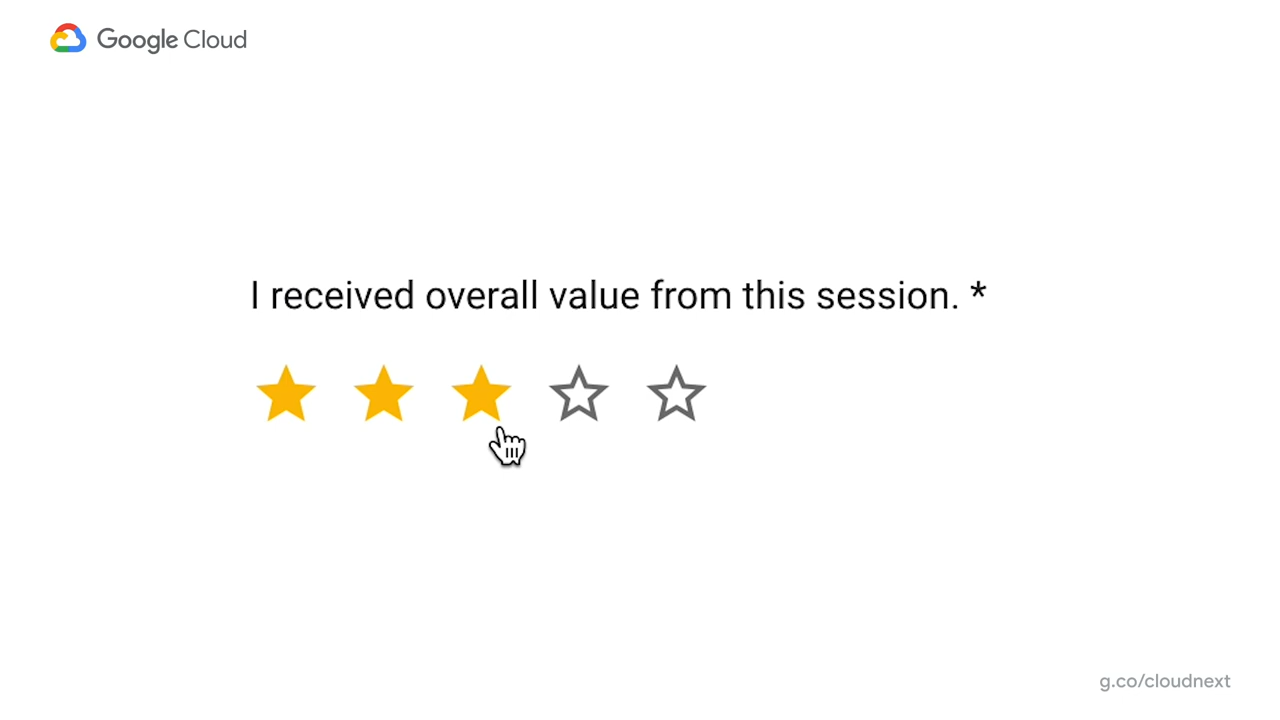 Google Cloud
I received overall value from this session. *
g.co/cloudnext